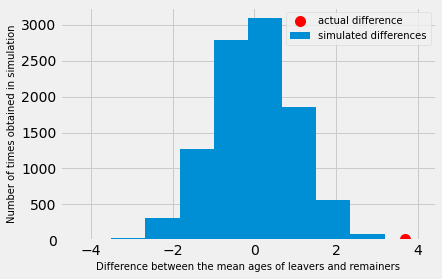 actual difference
simulated differences
Number of times obtained in simulation
3000
2500
2000
1500
1000
500
0
−4 −2 0 2 4
Difference between the mean ages of leavers and remainers